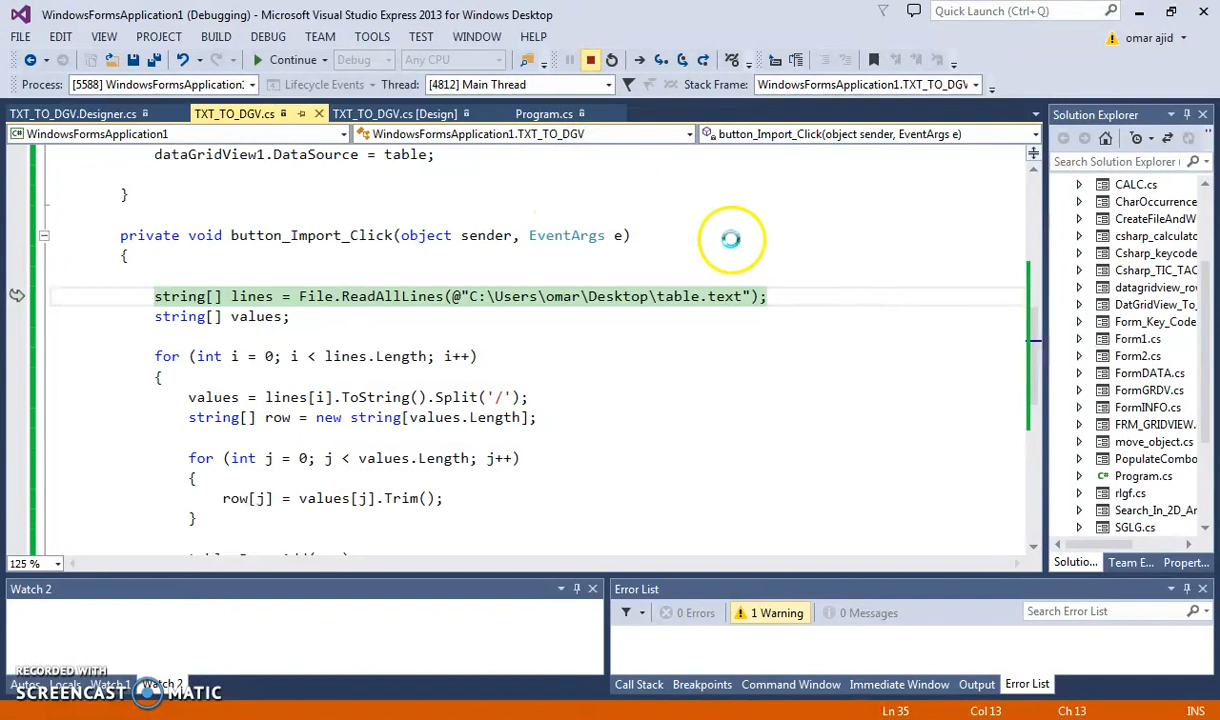 WindowsFormsApplication1 (Debugging) - Microsoft Visual Studio Express 2013 for Windows Desktop
Quick Launch (Ctrl+Q)
FILE EDIT VIEW PROJECT BUILD DEBUG TEAM TOOLS TEST WINDOW HELP
omar ajid
Continue Debug Any CPU
Process: [5588] WindowsFormsApplication1. Lifecycle Events Thread: [4812] Main Thread Stack Frame: WindowsFormsApplication1.TXT_TO_DGV.
TXT_TO_DGV.Designer.cs TXT_TO_DGV.cs TXT_TO_DGV.cs [Design] Program.cs
Solution Explorer
WindowsFormsApplication1 WindowsFormsApplication1.TXT_TO_DGV button_Import_Click(object sender, EventArgs e)
Search Solution Explorer
dataGridView1.DataSource = table;
}
private void button_Import_Click(object sender, EventArgs e)
{
string[] lines = File.ReadAllLines(@"C:\Users\omar\Desktop\table.text");
string[] values;
for (int i = 0; i < lines.Length; i++)
{
values = lines[i].ToString().Split('/');
string[] row = new string[values.Length];
for (int j = 0; j < values.Length; j++)
{
row[j] = values[j].Trim();
}
CALC.cs
CharOccurrence
CreateFileAndW
csharp_calculato
Csharp_keycode
Csharp_TIC_TAC
datagridview_ro
DatGridView_To_
Form_Key_Code
Form1.cs
Form2.cs
FormDATA.cs
FormGRDV.cs
FormINFO.cs
FRM_GRIDVIEW.
move_object.cs
PopulateCombo
Program.cs
rlgf.cs
Search_In_2D_Ar
SGLG.cs
125 %
Solutio... Team E... Propert...
Watch 2
Error List
0 Errors 1 Warning 0 Messages
Search Error List
RECORDED WITH
SCREENCAST MATIC
Autos Locals Watch 1 Watch 2
Call Stack Breakpoints Command Window Immediate Window Output Error List
Ln 35 Col 13 Ch 13 INS